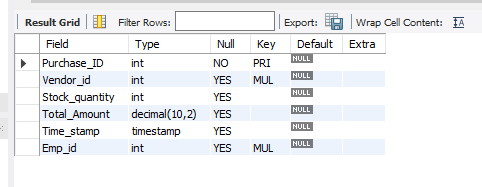 Result Grid Filter Rows: Export: Wrap Cell Content: IA
Field Type Null Key Default Extra
Purchase_ID int NO PRI NULL
Vendor_id int YES MUL NULL
Stock_quantity int YES NULL
Total_Amount decimal(10,2) YES NULL
Time_stamp timestamp YES NULL
Emp_id int YES MUL NULL